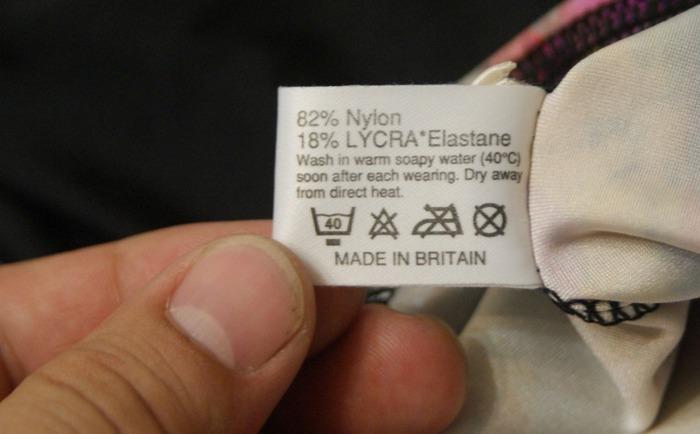 82% Nylon
18% LYCRA*Elastane
Wash in warm soapy water (40°C)
soon after each wearing. Dry away
from direct heat.
40
MADE IN BRITAIN